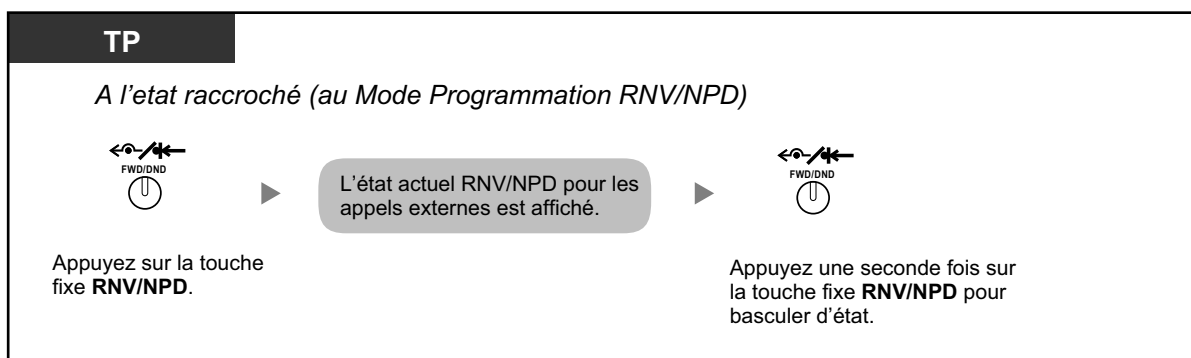 TP
A l'etat raccroché (au Mode Programmation RNV/NPD)
FWD/DND
Appuyez sur la touche
fixe RNV/NPD.
L'état actuel RNV/NPD pour les
appels externes est affiché.
FWD/DND
Appuyez une seconde fois sur
la touche fixe RNV/NPD pour
basculer d'état.